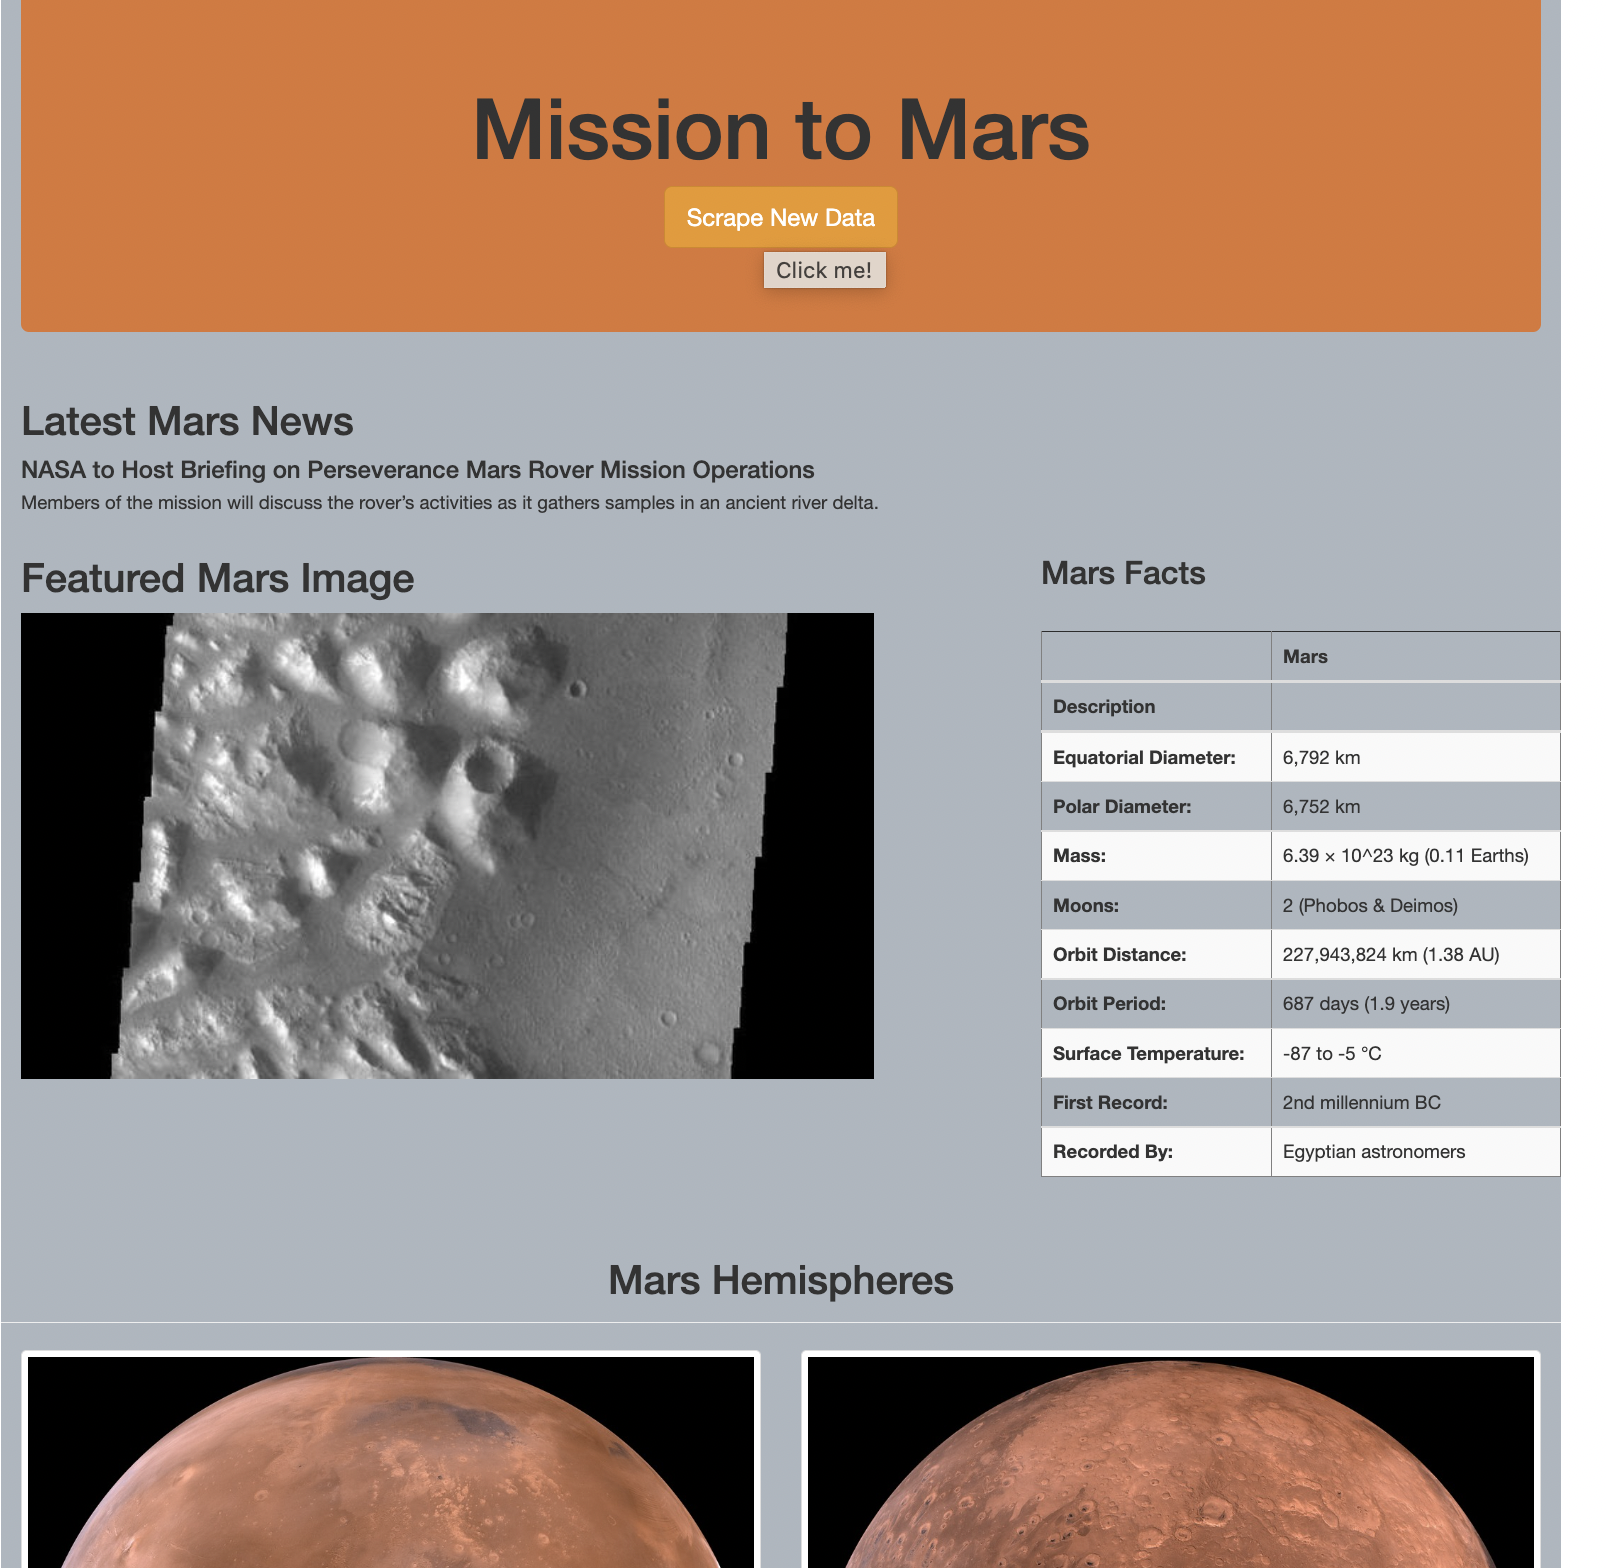 Mission to Mars
Scrape New Data
Click me!
Latest Mars News
NASA to Host Briefing on Perseverance Mars Rover Mission Operations
Members of the mission will discuss the rover’s activities as it gathers samples in an ancient river delta.
Featured Mars Image
Mars Facts
Mars
Description
Equatorial Diameter: 6,792 km
Polar Diameter: 6,752 km
Mass: 6.39 × 10^23 kg (0.11 Earths)
Moons: 2 (Phobos & Deimos)
Orbit Distance: 227,943,824 km (1.38 AU)
Orbit Period: 687 days (1.9 years)
Surface Temperature: -87 to -5 °C
First Record: 2nd millennium BC
Recorded By: Egyptian astronomers
Mars Hemispheres